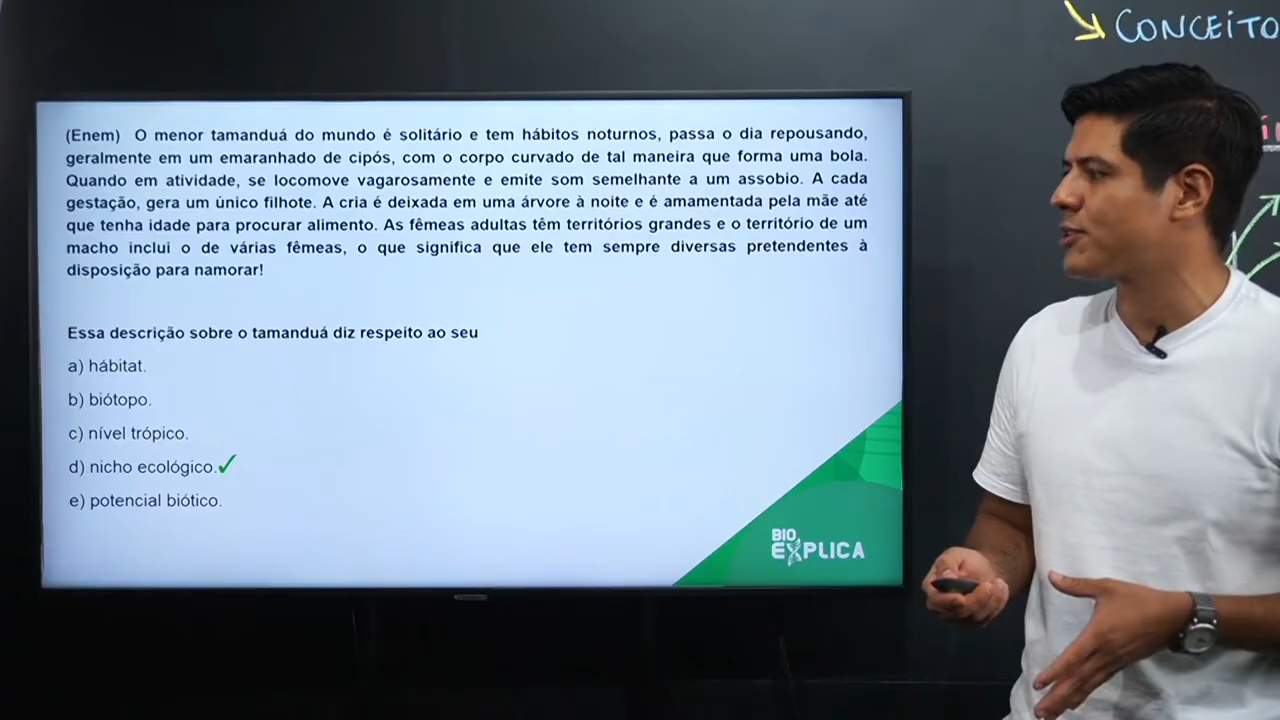 CONCEITO
(Enem) O menor tamanduá do mundo é solitário e tem hábitos noturnos, passa o dia repousando,
geralmente em um emaranhado de cipós, com o corpo curvado de tal maneira que forma uma bola.
Quando em atividade, se locomove vagarosamente e emite som semelhante a um assobio. A cada
gestação, gera um único filhote. A cria é deixada em uma árvore à noite e é amamentada pela mãe até
que tenha idade para procurar alimento. As fêmeas adultas têm territórios grandes e o território de um
macho inclui o de várias fêmeas, o que significa que ele tem sempre diversas pretendentes à
disposição para namorar!
Essa descrição sobre o tamanduá diz respeito ao seu
a) hábitat.
b) biótopo.
c) nível trópico.
d) nicho ecológico.✓
e) potencial biótico.
BIO
EXPLICA